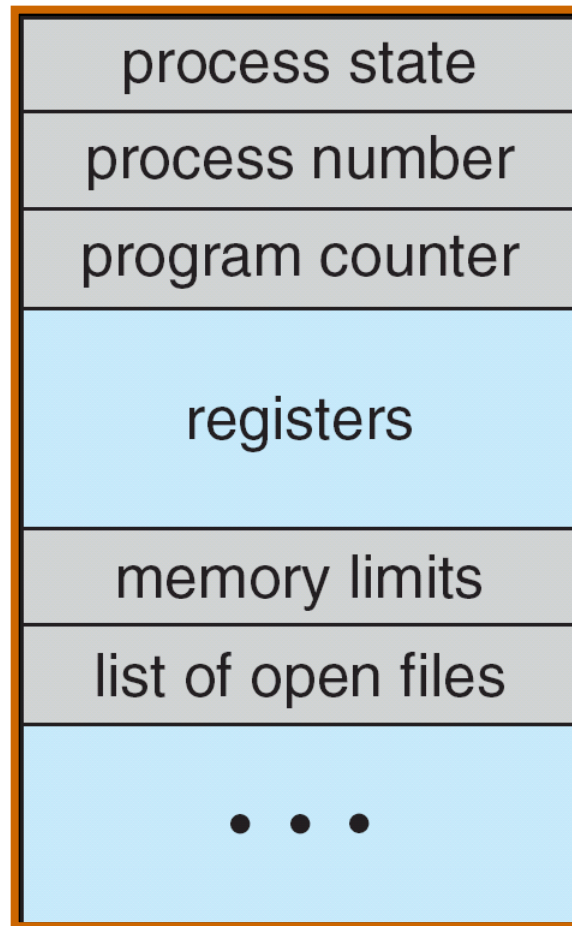 process state
process number
program counter
registers
memory limits
list of open files
• • •